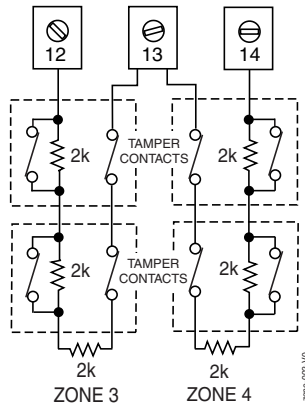 12 13 14
2k TAMPER CONTACTS 2k
2k TAMPER CONTACTS 2k
2k 2k
ZONE 3 ZONE 4